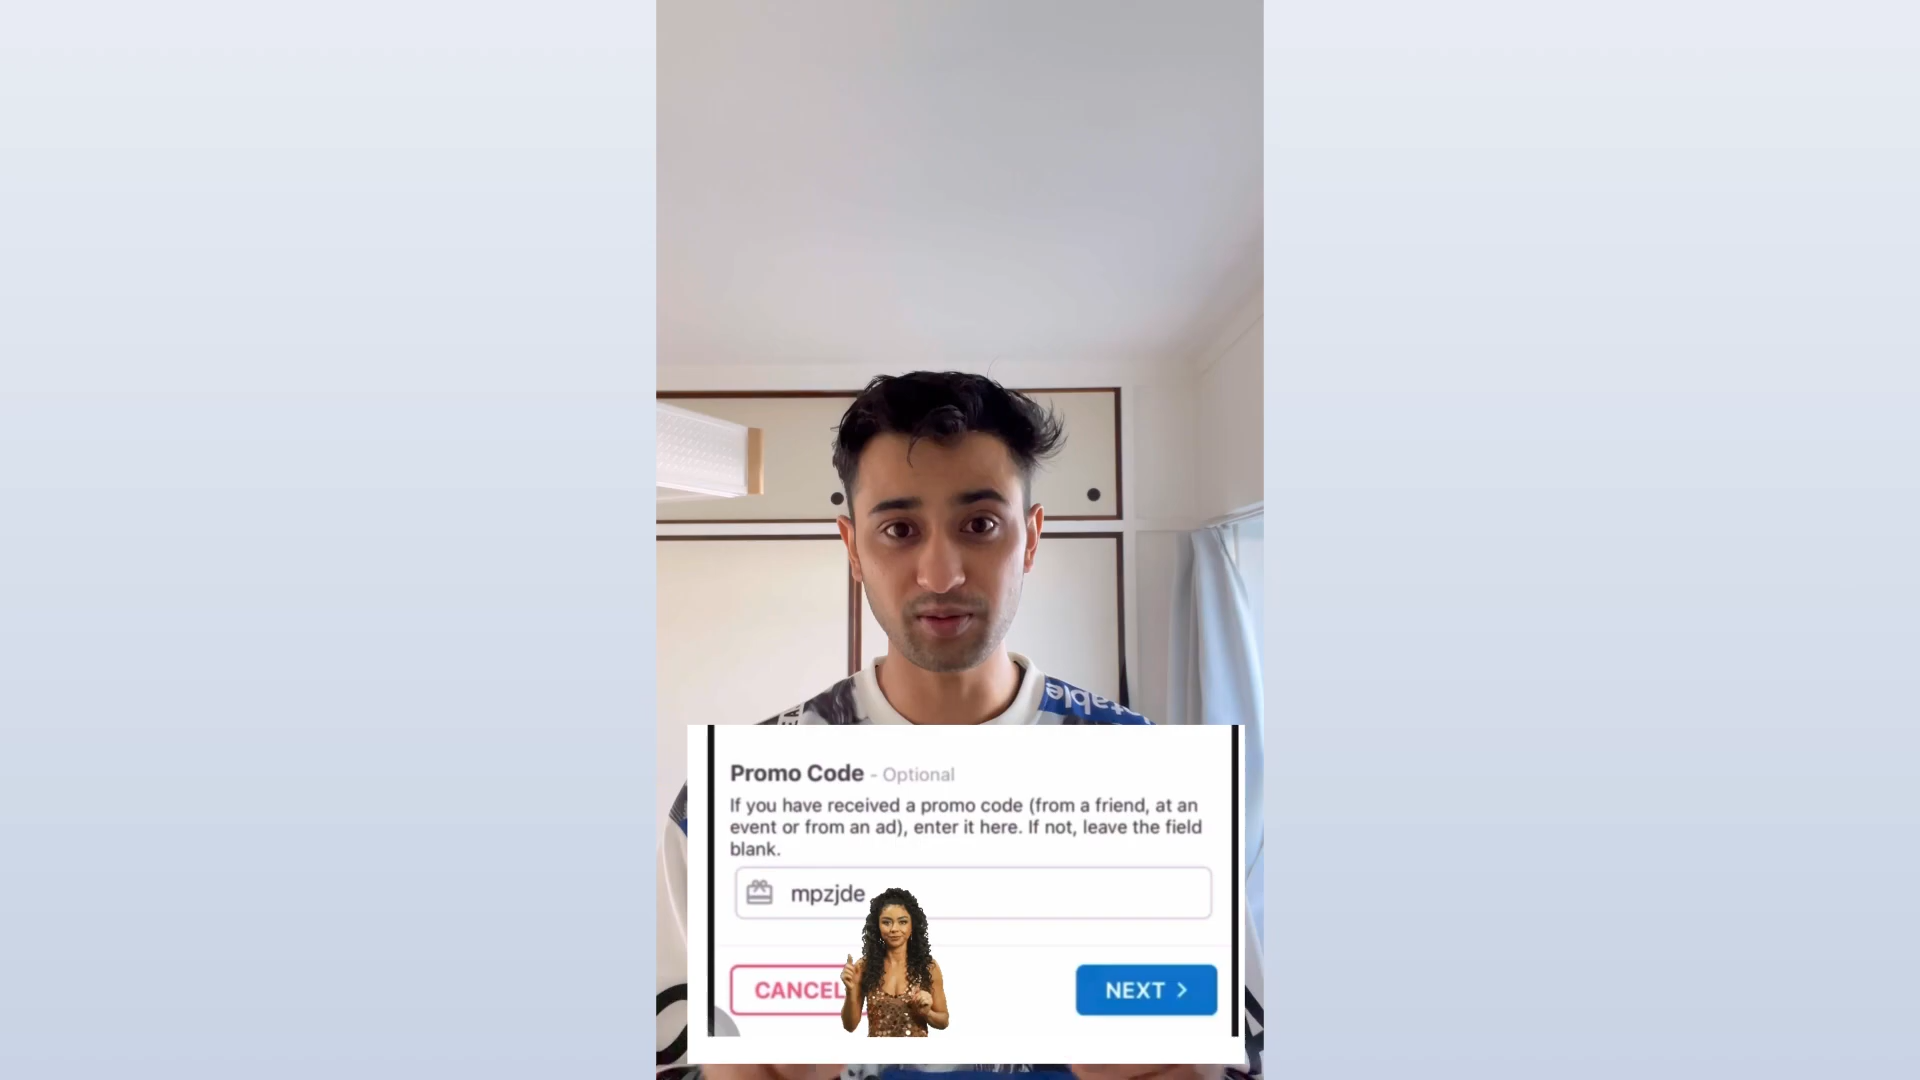 table
Promo Code - Optional
If you have received a promo code (from a friend, at an
event or from an ad), enter it here. If not, leave the field
blank.
mpzjde
CANCEL
NEXT >